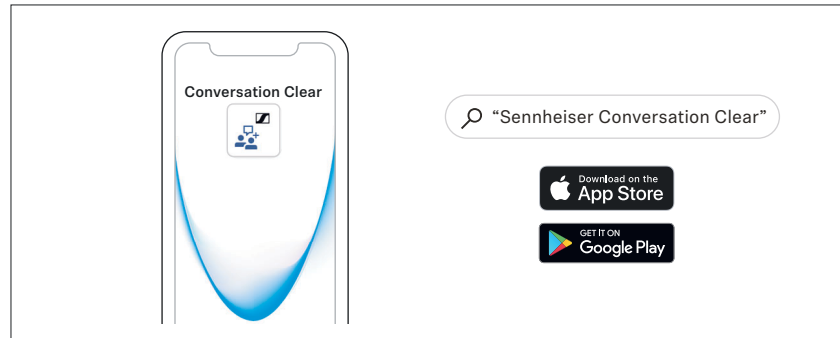 Conversation Clear
“Sennheiser Conversation Clear”
Download on the
App Store
GET IT ON
Google Play